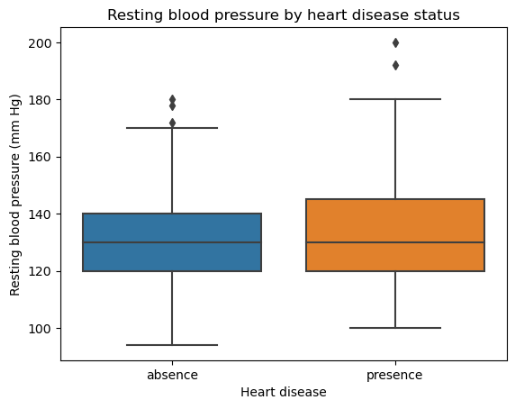 Resting blood pressure by heart disease status
200
180
160
140
120
100
Resting blood pressure (mm Hg)
absence
presence
Heart disease